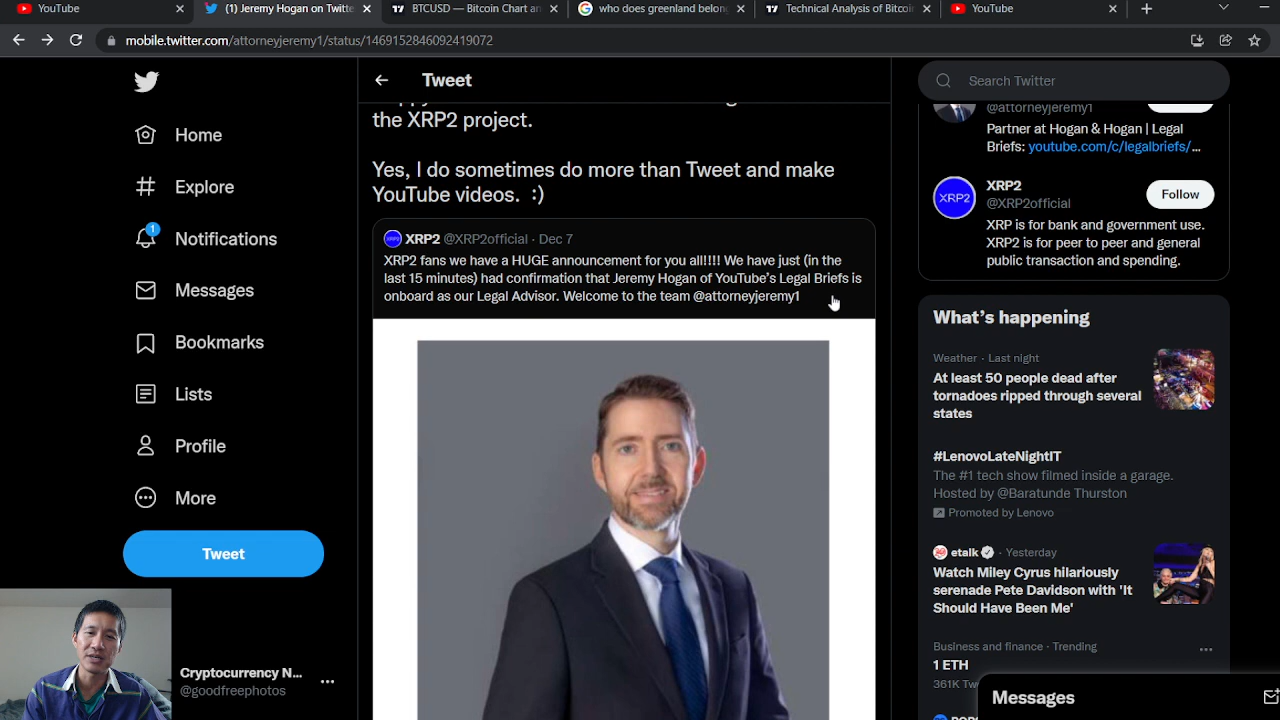 YouTube
(1) Jeremy Hogan on Twitte
BTCUSD — Bitcoin Chart an
who does greenland belon
Technical Analysis of Bitcoi
YouTube
mobile.twitter.com/attorneyjeremy1/status/1469152846092419072
Home
Explore
1
Notifications
Messages
Bookmarks
Lists
Profile
More
Tweet
Cryptocurrency N...
@goodfreephotos
Tweet
the XRP2 project.
Yes, I do sometimes do more than Tweet and make
YouTube videos. :)
XRP2 @XRP2official · Dec 7
XRP2 fans we have a HUGE announcement for you all!!!! We have just (in the
last 15 minutes) had confirmation that Jeremy Hogan of YouTube's Legal Briefs is
onboard as our Legal Advisor. Welcome to the team @attorneyjeremy1
Search Twitter
@attorneyjeremy1
Partner at Hogan & Hogan | Legal
Briefs: youtube.com/c/legalbriefs/...
XRP2
XRP2
@XRP2official
Follow
XRP is for bank and government use.
XRP2 is for peer to peer and general
public transaction and spending.
What's happening
Weather · Last night
At least 50 people dead after
tornadoes ripped through several
states
#LenovoLateNightIT
The #1 tech show filmed inside a garage.
Hosted by @Baratunde Thurston
Promoted by Lenovo
etalk · Yesterday
Watch Miley Cyrus hilariously
serenade Pete Davidson with 'It
Should Have Been Me'
Business and finance · Trending
1 ETH
361K Tw
Messages